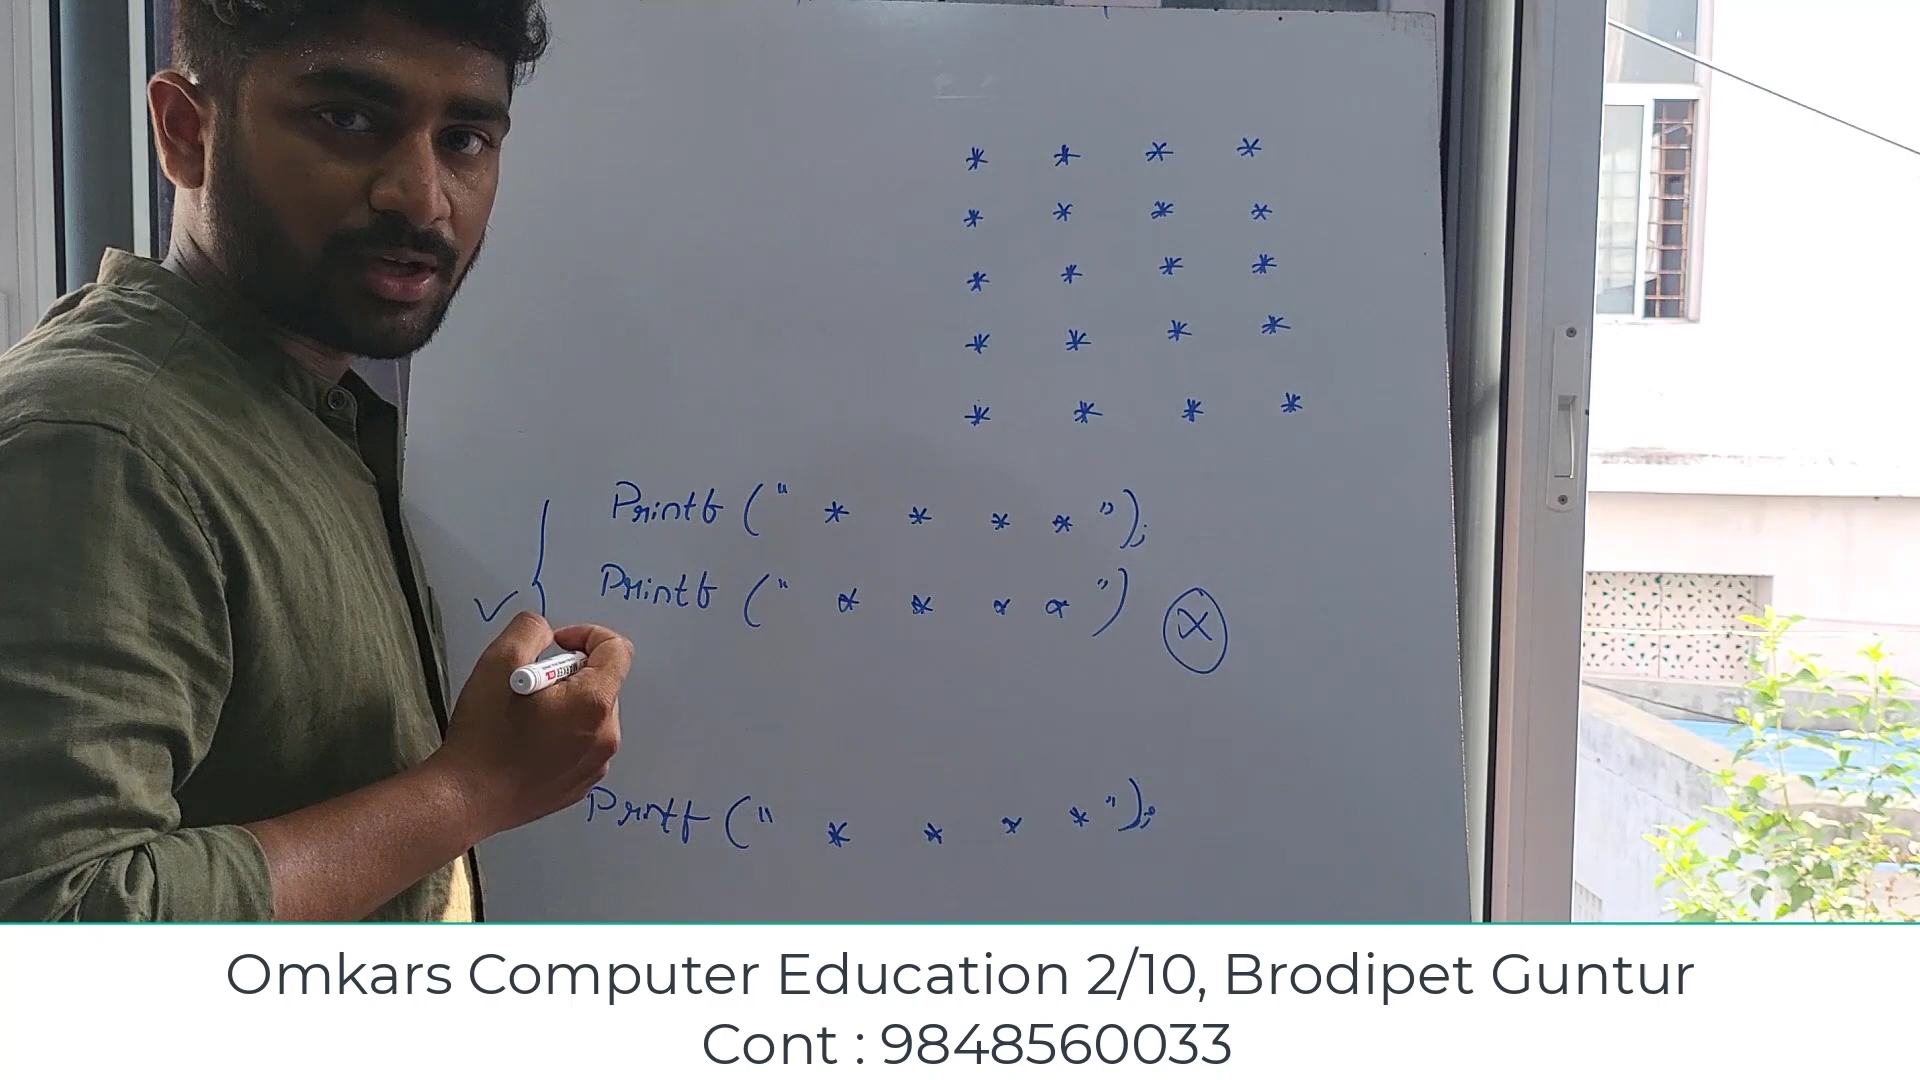 * * * *
* * * *
* * * *
* * * *
* * * *
Printf (" * * * * ");
Printf (" * * * * ")
x
Printf (" * * * * ");
Omkars Computer Education 2/10, Brodipet Guntur
Cont : 9848560033